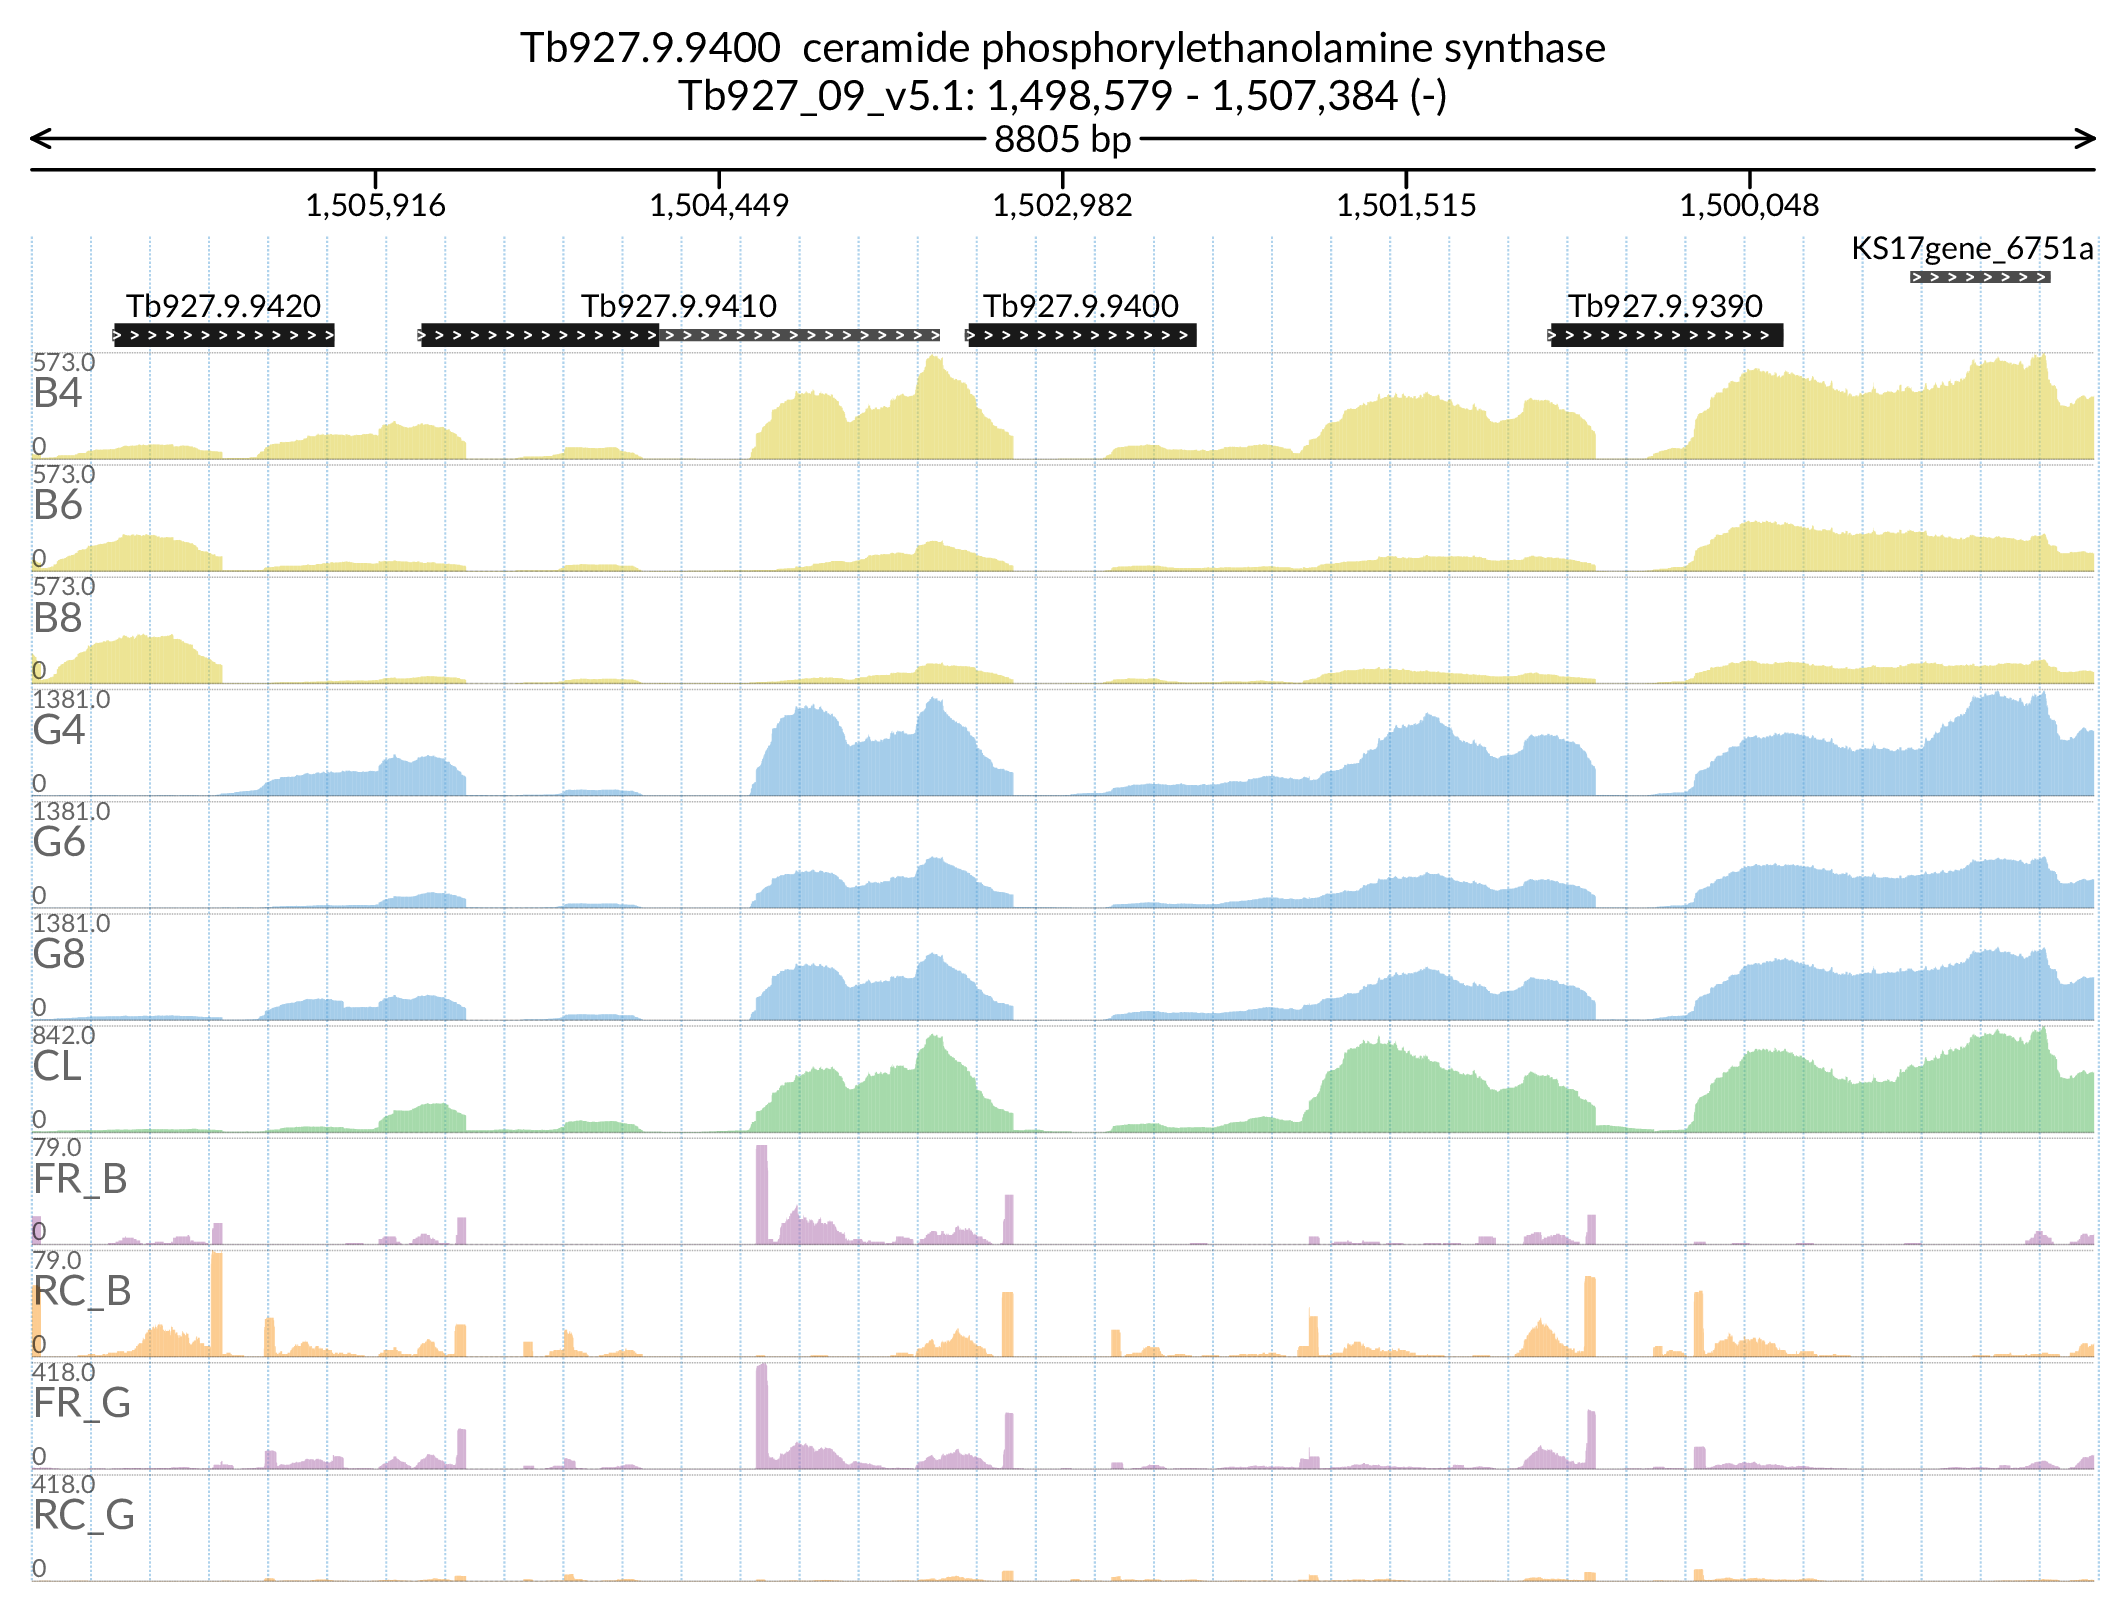 Tb927.9.9400 ceramide phosphorylethanolamine synthase
Tb927_09_v5.1: 1,498,579 - 1,507,384 (-)
8805 bp
1,505,916 1,504,449 1,502,982 1,501,515 1,500,048
KS17gene_6751a
Tb927.9.9420 Tb927.9.9410 Tb927.9.9400 Tb927.9.9390
573.0
B4
0
573.0
B6
0
573.0
B8
0
1381.0
G4
0
1381.0
G6
0
1381.0
G8
0
842.0
CL
0
79.0
FR_B
0
79.0
RC_B
0
418.0
FR_G
0
418.0
RC_G
0